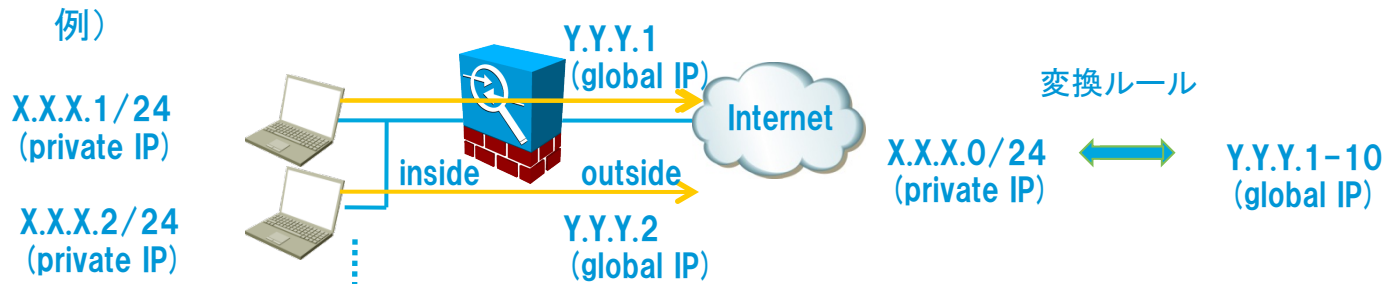 例）
X.X.X.1/24
(private IP)
X.X.X.2/24
(private IP)
Y.Y.Y.1
(global IP)
inside
outside
Y.Y.Y.2
(global IP)
Internet
変換ルール
X.X.X.0/24
(private IP)
Y.Y.Y.1-10
(global IP)